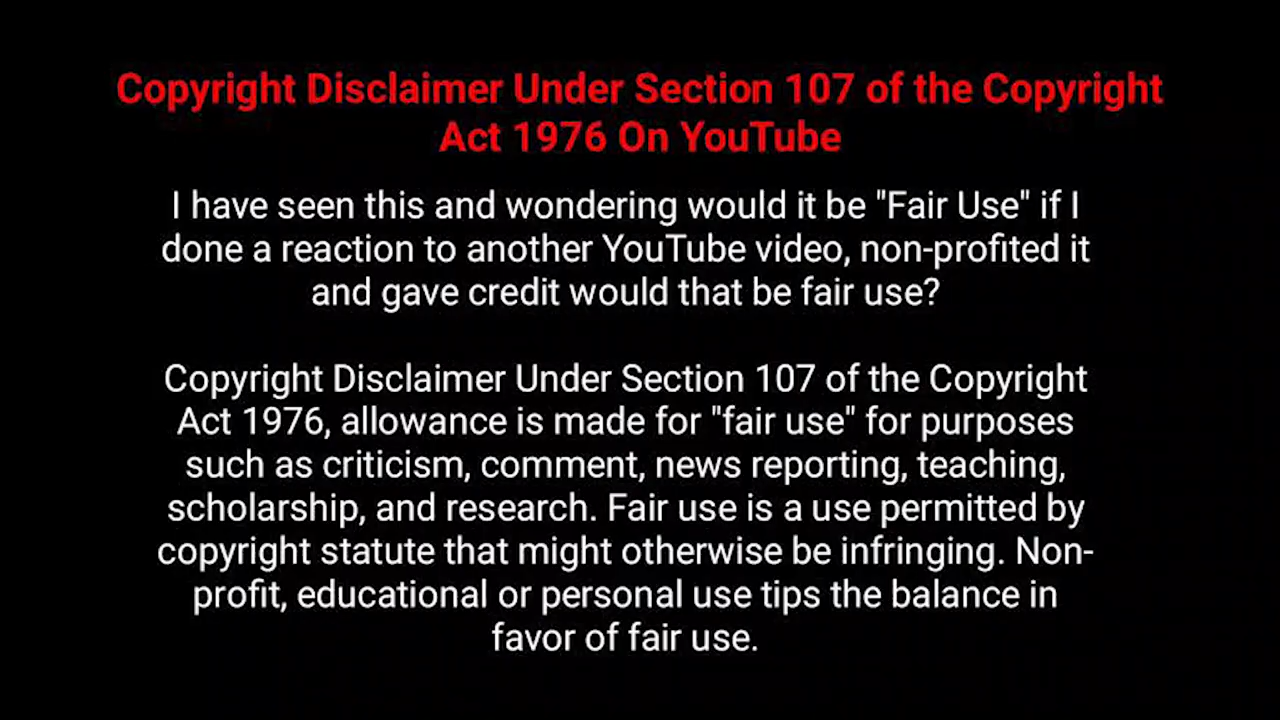 Copyright Disclaimer Under Section 107 of the Copyright
Act 1976 On YouTube
I have seen this and wondering would it be "Fair Use" if I
done a reaction to another YouTube video, non-profited it
and gave credit would that be fair use?
Copyright Disclaimer Under Section 107 of the Copyright
Act 1976, allowance is made for "fair use" for purposes
such as criticism, comment, news reporting, teaching,
scholarship, and research. Fair use is a use permitted by
copyright statute that might otherwise be infringing. Non-
profit, educational or personal use tips the balance in
favor of fair use.